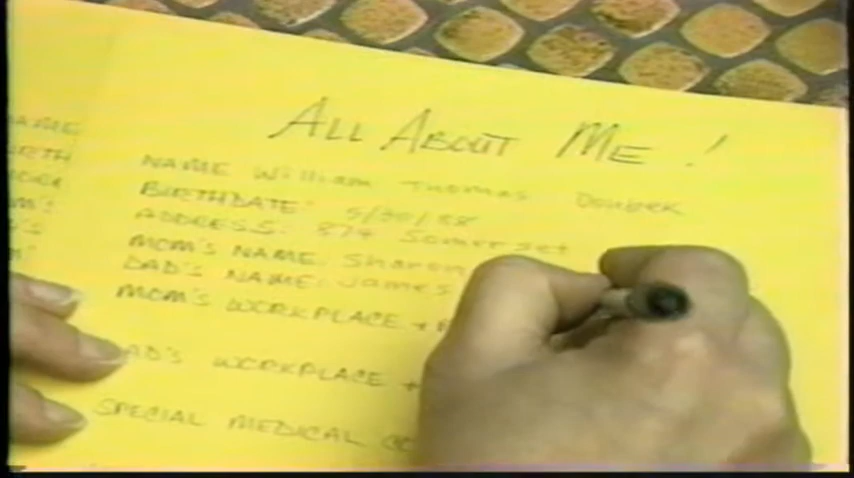 ALL ABOUT ME!
NAME William Thomas
BIRTHDATE: 5/30/88
ADDRESS: 874 Somerset
MOM'S NAME: Sharon
DAD'S NAME: James
MOM'S WORKPLACE +
DAD'S WORKPLACE +
SPECIAL MEDICAL